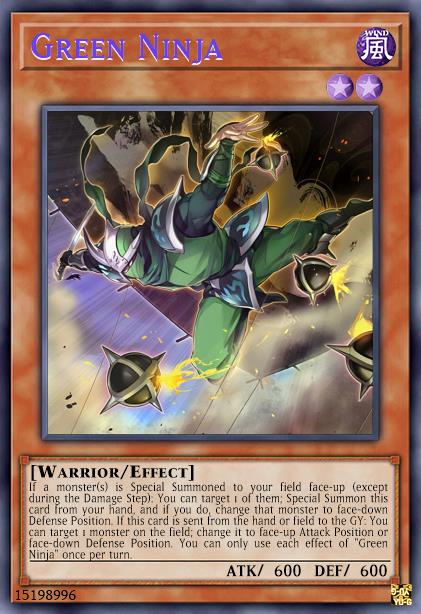 Green Ninja
WIND
風
[Warrior/Effect]
If a monster(s) is Special Summoned to your field face-up (except
during the Damage Step): You can target 1 of them; Special Summon this
card from your hand, and if you do, change that monster to face-down
Defense Position. If this card is sent from the hand or field to the GY: You
can target 1 monster on the field; change it to face-up Attack Position or
face-down Defense Position. You can only use each effect of "Green
Ninja" once per turn.
ATK/ 600 DEF/ 600
15198996